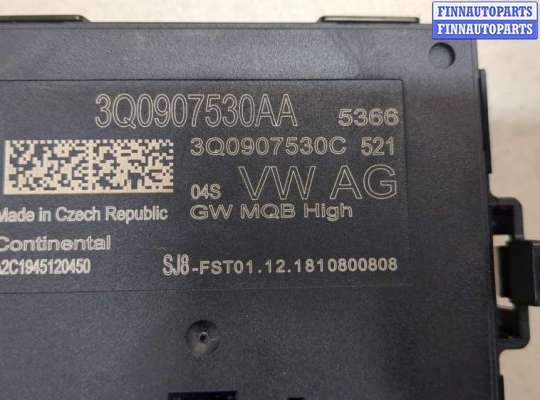 FINNAUTOPARTS
FINNAUTOPARTS
3Q0907530AA 5366
3Q0907530C 521
04S VW AG
Made in Czech Republic GW MQB High
Continental
A2C1945120450 SJ8-FST01.12.1810800808